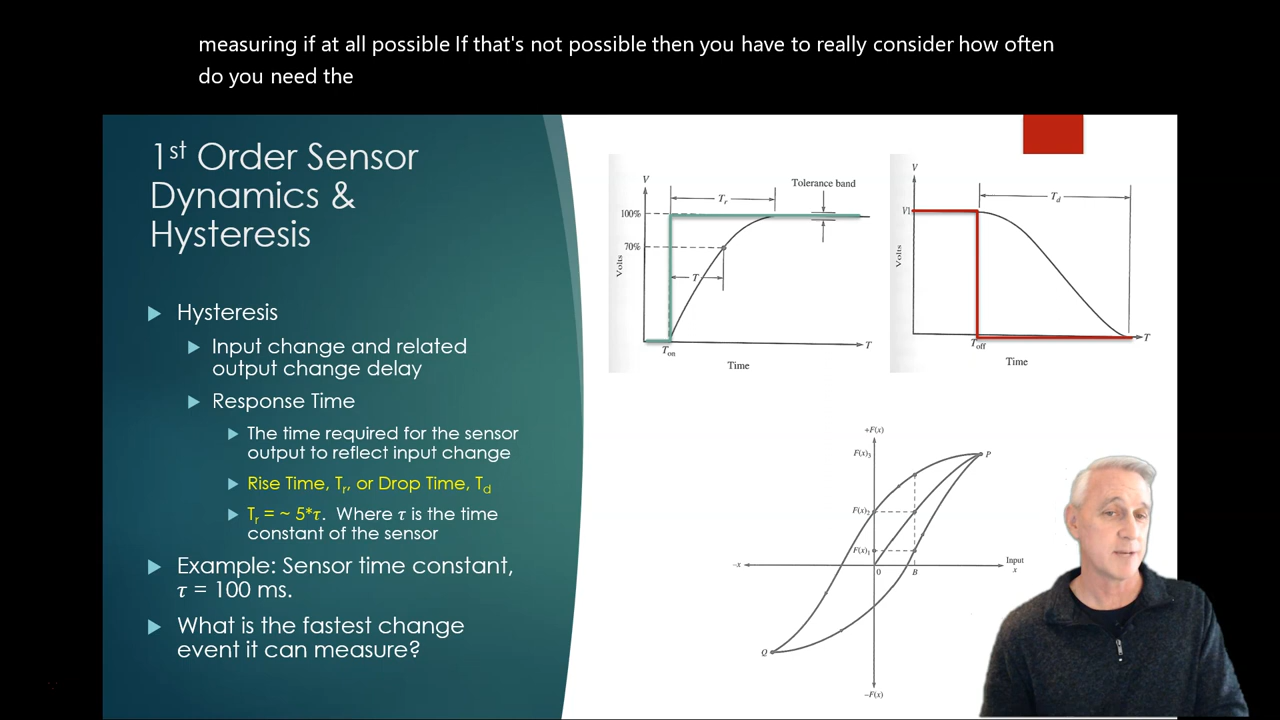 measuring if at all possible If that's not possible then you have to really consider how often
do you need the
1st Order Sensor
Dynamics &
Hysteresis
Hysteresis
Input change and related
output change delay
Response Time
The time required for the sensor
output to reflect input change
Rise Time, Tr, or Drop Time, Td
Tr = ~ 5*τ. Where τ is the time
constant of the sensor
Example: Sensor time constant,
τ = 100 ms.
What is the fastest change
event it can measure?
V
Tr
Tolerance band
100%
70%
Volts
T
Ton
T
Time
V
Td
V1
Volts
Toff
T
Time
+F(x)
F(x)3
P
F(x)2
F(x)1
-x
0
B
Input
x
Q
-F(x)